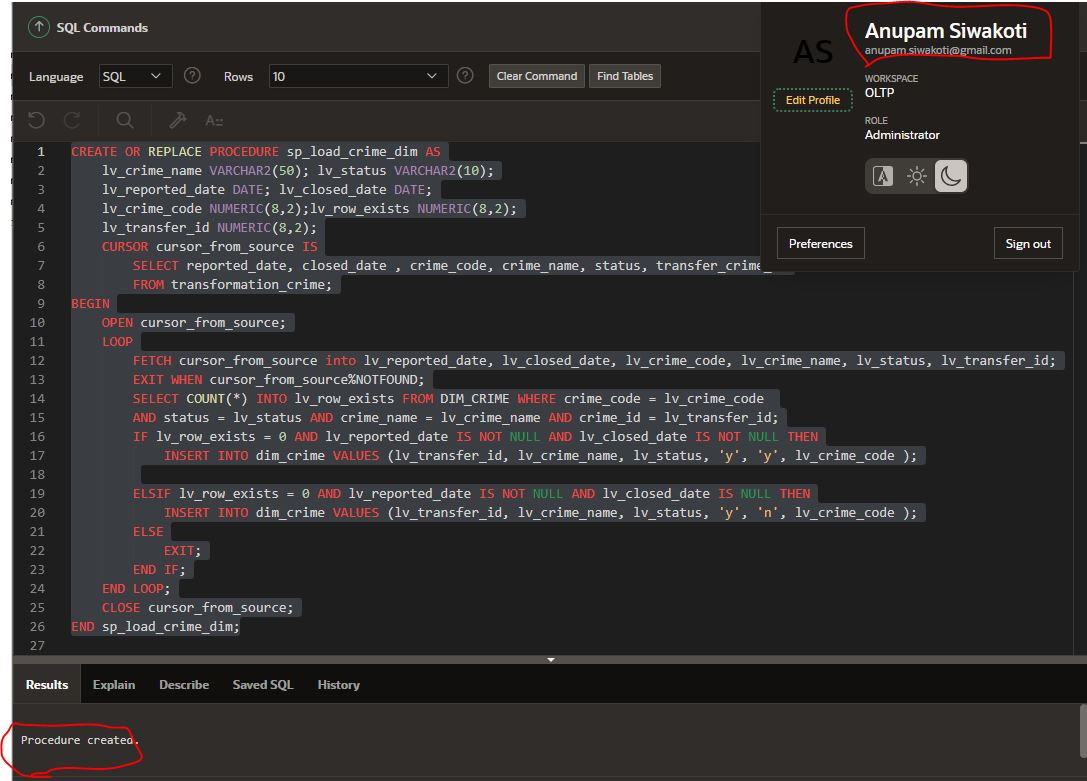 SQL Commands
Language SQL Rows 10 Clear Command Find Tables
AS
Anupam Siwakoti
anupam.siwakoti@gmail.com
Edit Profile
WORKSPACE
OLTP
ROLE
Administrator
Preferences Sign out
1 CREATE OR REPLACE PROCEDURE sp_load_crime_dim AS
2 lv_crime_name VARCHAR2(50); lv_status VARCHAR2(10);
3 lv_reported_date DATE; lv_closed_date DATE;
4 lv_crime_code NUMERIC(8,2);lv_row_exists NUMERIC(8,2);
5 lv_transfer_id NUMERIC(8,2);
6 CURSOR cursor_from_source IS
7 SELECT reported_date, closed_date , crime_code, crime_name, status, transfer_crime_
8 FROM transformation_crime;
9 BEGIN
10 OPEN cursor_from_source;
11 LOOP
12 FETCH cursor_from_source into lv_reported_date, lv_closed_date, lv_crime_code, lv_crime_name, lv_status, lv_transfer_id;
13 EXIT WHEN cursor_from_source%NOTFOUND;
14 SELECT COUNT(*) INTO lv_row_exists FROM DIM_CRIME WHERE crime_code = lv_crime_code
15 AND status = lv_status AND crime_name = lv_crime_name AND crime_id = lv_transfer_id;
16 IF lv_row_exists = 0 AND lv_reported_date IS NOT NULL AND lv_closed_date IS NOT NULL THEN
17 INSERT INTO dim_crime VALUES (lv_transfer_id, lv_crime_name, lv_status, 'y', 'y', lv_crime_code );
18
19 ELSIF lv_row_exists = 0 AND lv_reported_date IS NOT NULL AND lv_closed_date IS NULL THEN
20 INSERT INTO dim_crime VALUES (lv_transfer_id, lv_crime_name, lv_status, 'y', 'n', lv_crime_code );
21 ELSE
22 EXIT;
23 END IF;
24 END LOOP;
25 CLOSE cursor_from_source;
26 END sp_load_crime_dim;
27
Results Explain Describe Saved SQL History
Procedure created.